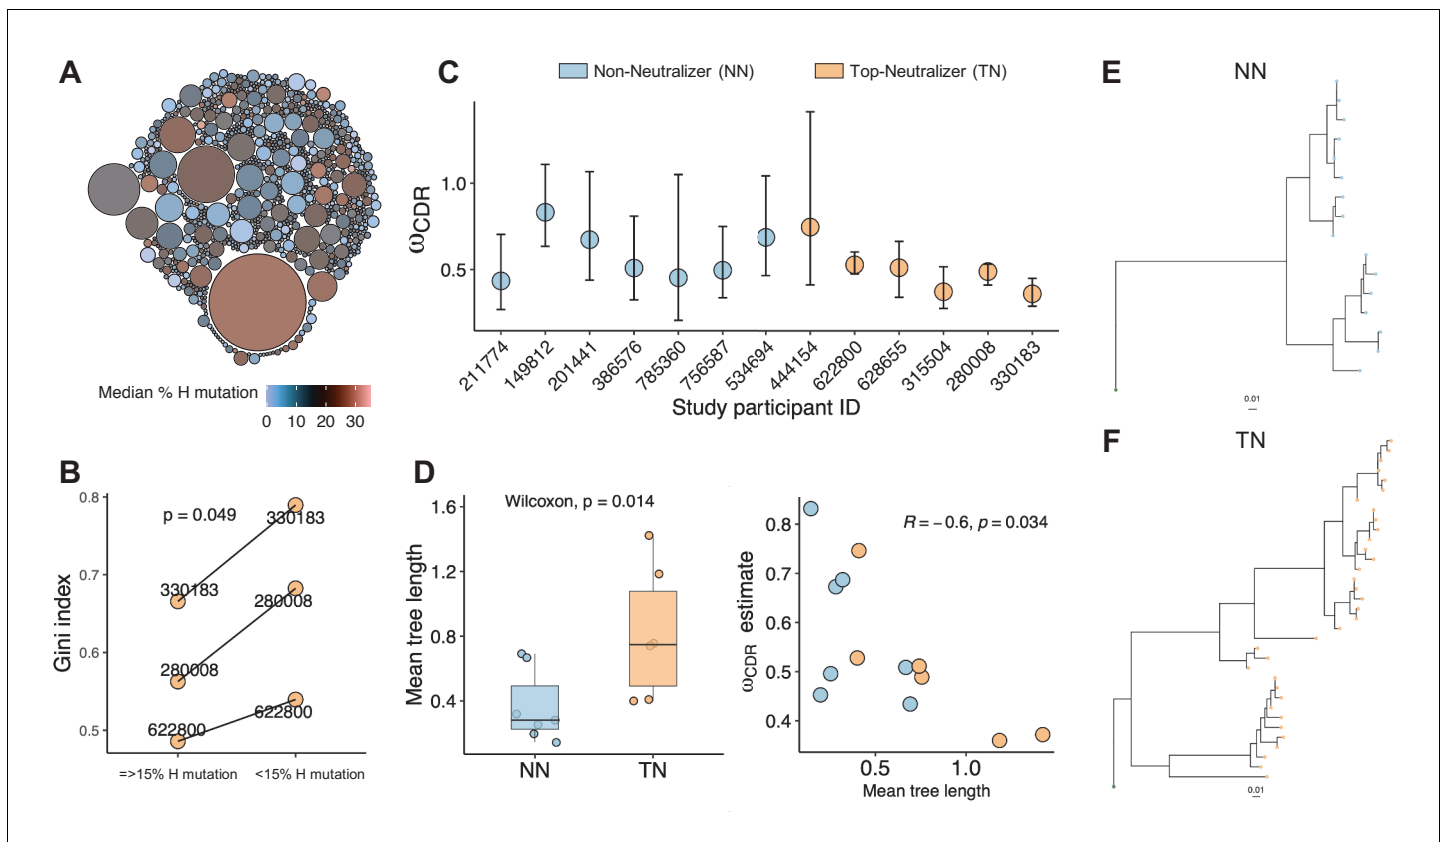 A
Median % H mutation
0 10 20 30
B
Gini index
0.8
0.7
0.6
0.5
p = 0.049
330183
330183
280008
280008
622800
622800
=>15% H mutation <15% H mutation
C
Non-Neutralizer (NN) Top-Neutralizer (TN)
ωCDR
1.0
0.5
211774 149812 201441 386576 785360 756587 534694 444154 622800 628655 315504 280008 330183
Study participant ID
D
Wilcoxon, p = 0.014
Mean tree length
1.6
1.2
0.8
0.4
NN TN
R = −0.6, p = 0.034
ωCDR estimate
0.8
0.7
0.6
0.5
0.4
0.5 1.0
Mean tree length
E
NN
0.01
F
TN
0.01